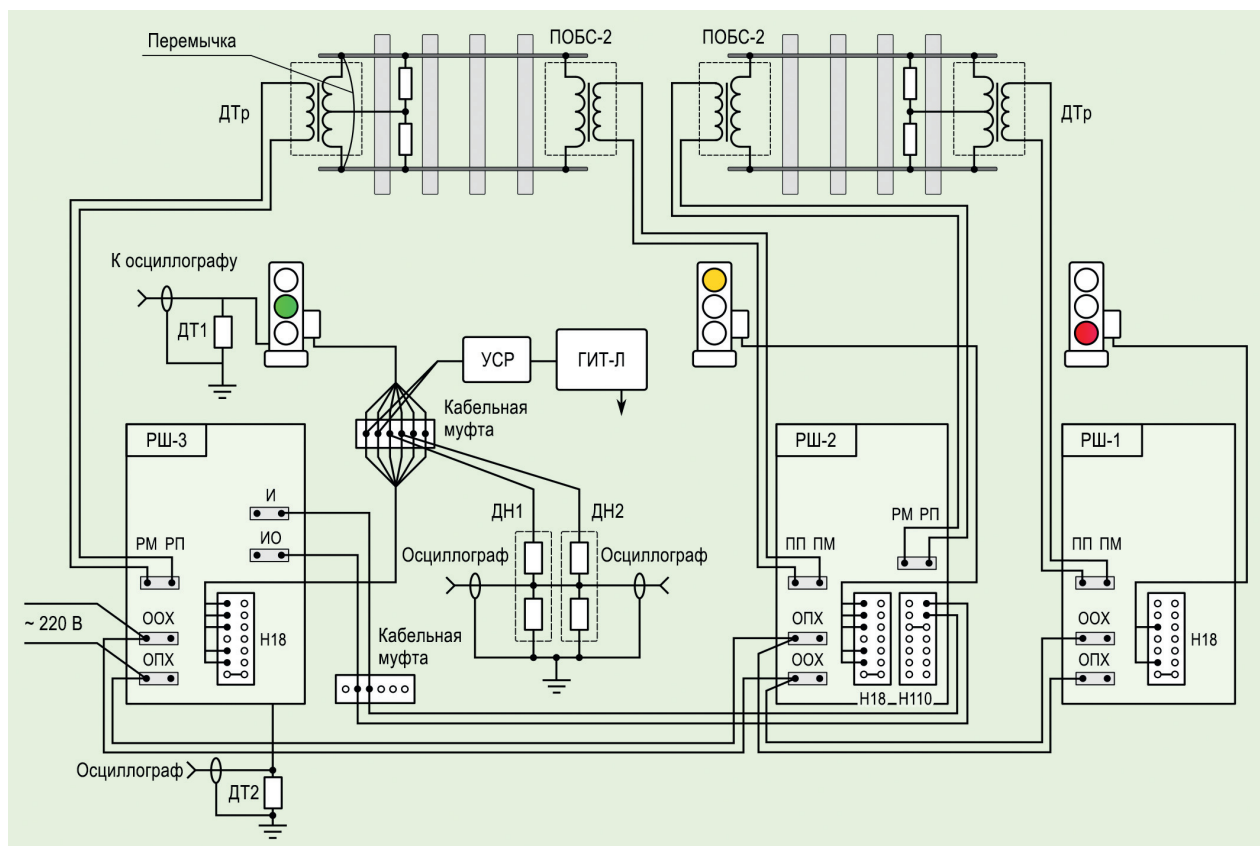 Перемычка
ПОБС-2
ПОБС-2
ДТр
ДТр
К осциллографу
ДТ1
УСР
ГИТ-Л
Кабельная
муфта
РШ-3
РШ-2
РШ-1
И
ИО
РМ РП
ДН1
ДН2
Осциллограф
Осциллограф
РМ РП
ПП ПМ
ПП ПМ
~ 220 В
ООХ
ОПХ
Н18
Кабельная
муфта
ОПХ
ООХ
Н18
Н110
ООХ
ОПХ
Н18
Осциллограф
ДТ2